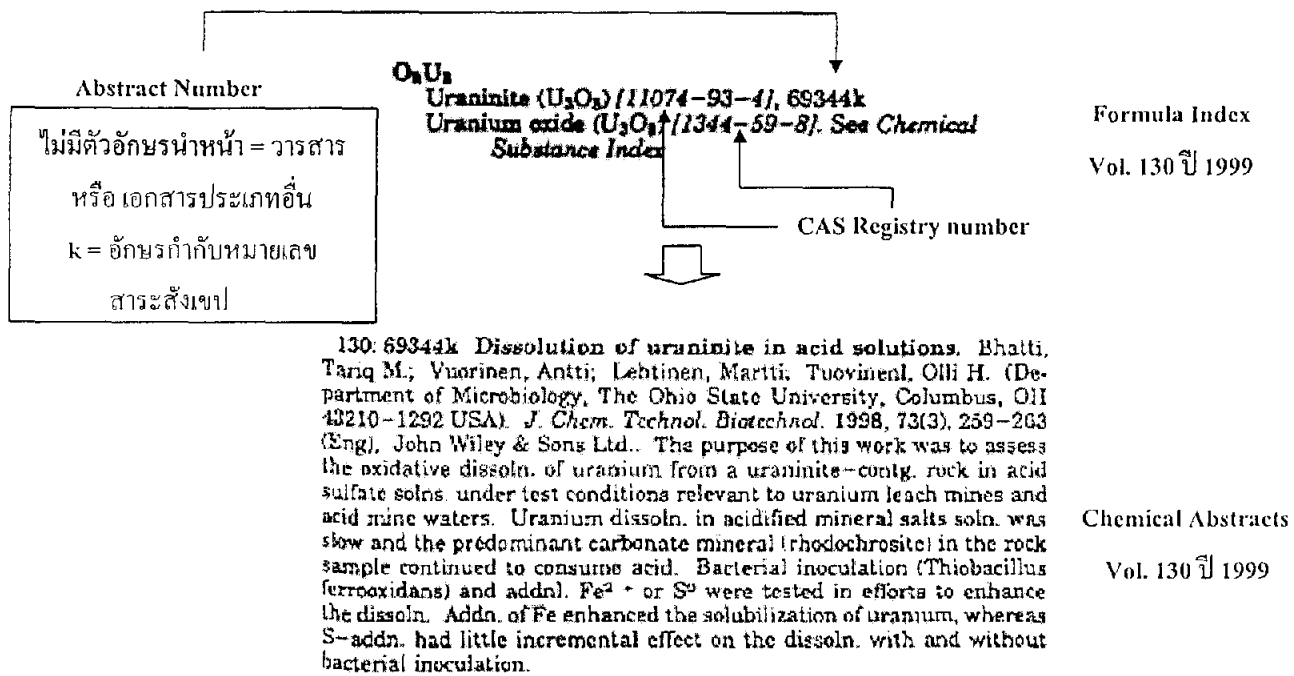 O₈U₃
Abstract Number
Uraninite (U₃O₈) [11074–93–4], 69344k
Uranium oxide (U₃O₈) [1344–59–8]. See Chemical
Substance Index
ไม่มีตัวอักษรนำหน้า = วารสาร
หรือ เอกสารประเภทอื่น
k = อักษรกำกับหมายเลข
สาระสังเขป
Formula Index
Vol. 130 ปี 1999
CAS Registry number
130: 69344k Dissolution of uraninite in acid solutions. Bhatti,
Tariq M.; Vuorinen, Antti; Lehtinen, Martti; Tuovinenl, Olli H. (De-
partment of Microbiology, The Ohio State University, Columbus, OH
43210–1292 USA). J. Chem. Technol. Biotechnol. 1998, 73(3), 259–263
(Eng), John Wiley & Sons Ltd.. The purpose of this work was to assess
the oxidative dissoln. of uranium from a uraninite–contg. rock in acid
sulfate solns. under test conditions relevant to uranium leach mines and
acid mine waters. Uranium dissoln. in acidified mineral salts soln. was
slow and the predominant carbonate mineral (rhodochrosite) in the rock
sample continued to consume acid. Bacterial inoculation (Thiobacillus
ferrooxidans) and addnl. Fe²⁺ or S⁰ were tested in efforts to enhance
the dissoln. Addn. of Fe enhanced the solubilization of uranium, whereas
S–addn. had little incremental effect on the dissoln. with and without
bacterial inoculation.
Chemical Abstracts
Vol. 130 ปี 1999